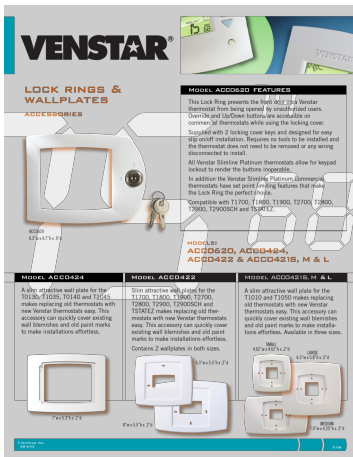 VENSTAR®
LOCK RINGS &
WALLPLATES
ACCESSORIES
MODEL ACC0620 FEATURES
This Lock Ring prevents the front door on a Venstar
thermostat from being opened by unauthorized users.
Override and Up/Down buttons are accessible on
commercial thermostats while using the locking cover.
Supplied with 2 locking cover keys and designed for easy
slip on/off installation. Requires no tools to be installed and
the thermostat does not need to be removed or any wiring
disconnected to install.
All Venstar Slimline Platinum thermostats allow for keypad
lockout to render the buttons inoperable.
In addition the Venstar Slimline Platinum Commercial
thermostats have set point limiting features that make
the Lock Ring the perfect choice.
Compatible with T1700, T1800, T1900, T2700, T2800,
T2900, T2900SCH and TSTATEZ.
ACC0620
MODELS:
ACC0620, ACC0424,
ACC0422 & ACC0421S, M & L
MODEL ACC0424
A slim attractive wall plate for the
T0130, T1035, T0140 and T2045
makes replacing old thermostats with
new Venstar thermostats easy. This
accessory can quickly cover existing
wall blemishes and old paint marks
to make installations effortless.
MODEL ACC0422
Slim attractive wall plates for the
T1700, T1800, T1900, T2700,
T2800, T2900, T2900SCH and
TSTATEZ makes replacing old ther-
mostats with new Venstar thermostats
easy. This accessory can quickly cover
existing wall blemishes and old paint
marks to make installations effortless.
Contains 2 wallplates in both sizes.
MODEL ACC0421S, M & L
A slim attractive wall plate for the
T1010 and T1050 makes replacing
old thermostats with new Venstar
thermostats easy. This accessory can
quickly cover existing wall blemishes
and old paint marks to make installa-
tions effortless. Available in three sizes.
SMALL
LARGE
MEDIUM